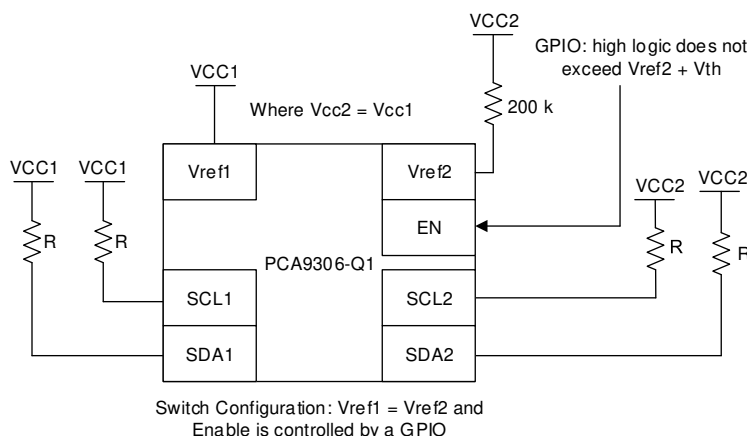 VCC2
GPIO: high logic does not
exceed Vref2 + Vth
VCC1
Where Vcc2 = Vcc1
200 k
VCC1
VCC1
Vref1
Vref2
VCC2
VCC2
EN
R
R
R
R
PCA9306-Q1
SCL1
SCL2
SDA1
SDA2
Switch Configuration: Vref1 = Vref2 and
Enable is controlled by a GPIO